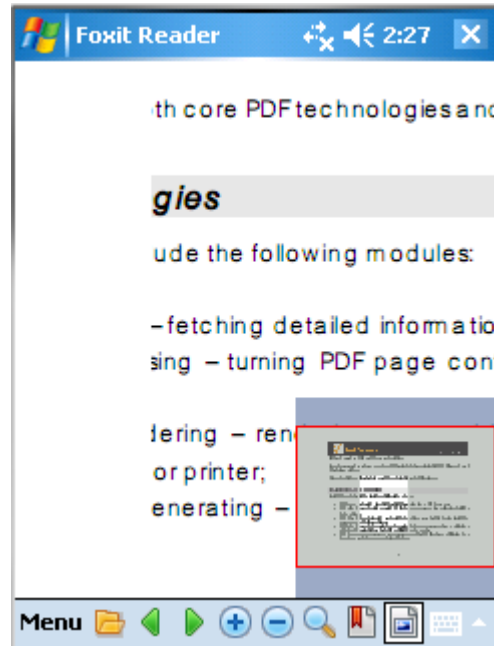 Foxit Reader 2:27
th core PDF technologies and
gies
ude the following modules:
– fetching detailed informatio
sing – turning PDF page con
dering – ren
or printer;
enerating –
Menu